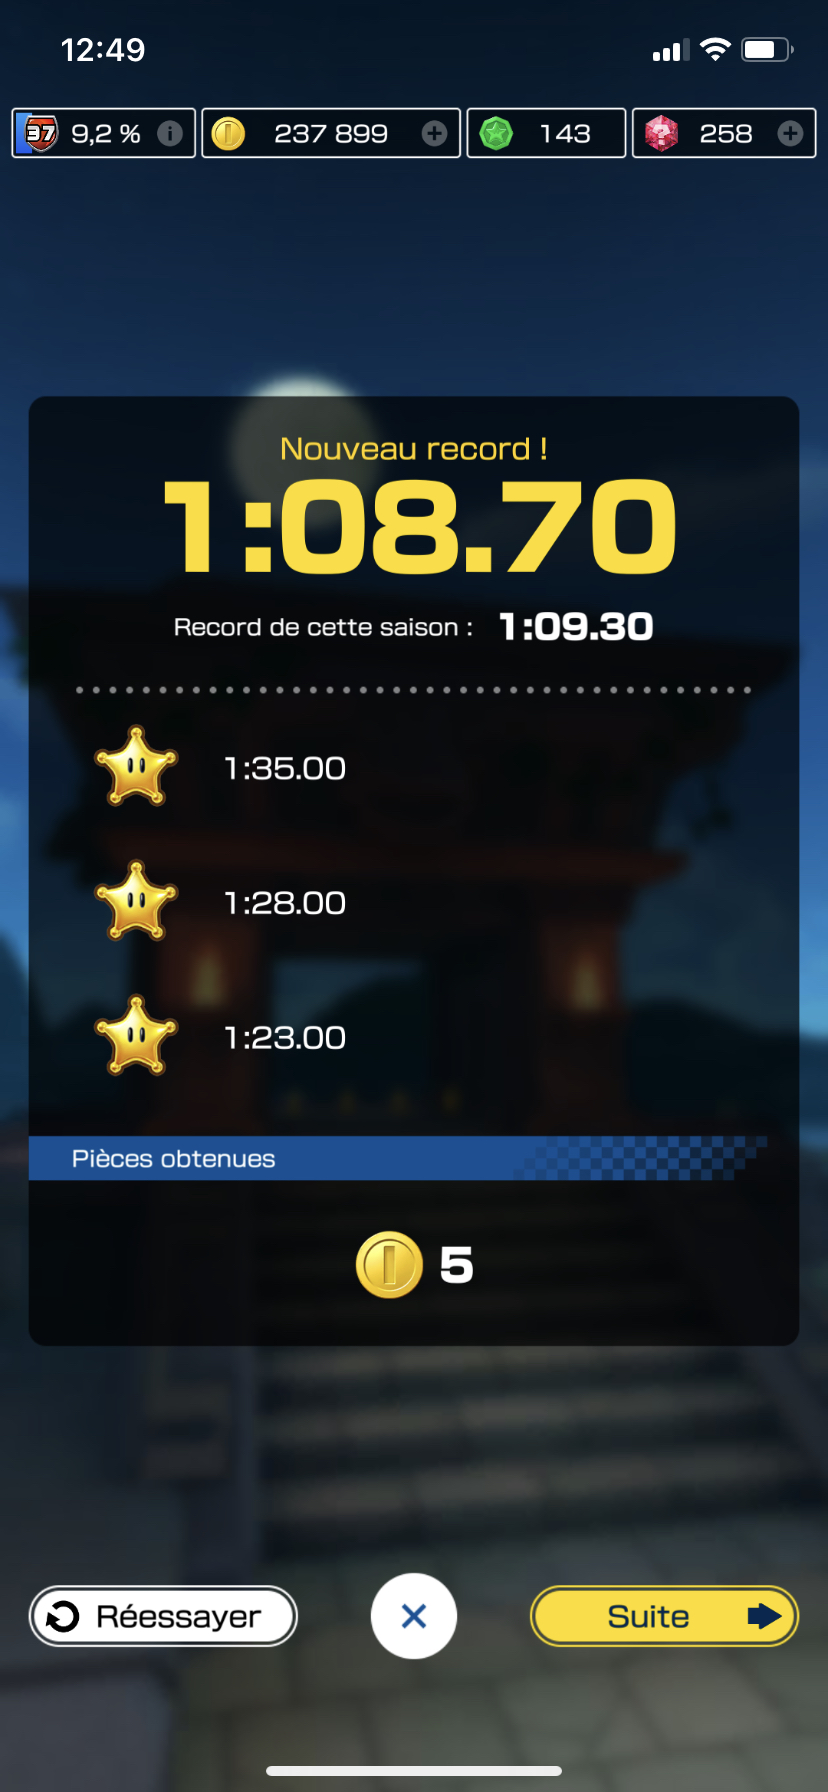 12:49
37 9,2 % i 237 899 143 258
Nouveau record !
1:08.70
Record de cette saison : 1:09.30
1:35.00
1:28.00
1:23.00
Pièces obtenues
5
Réessayer
Suite